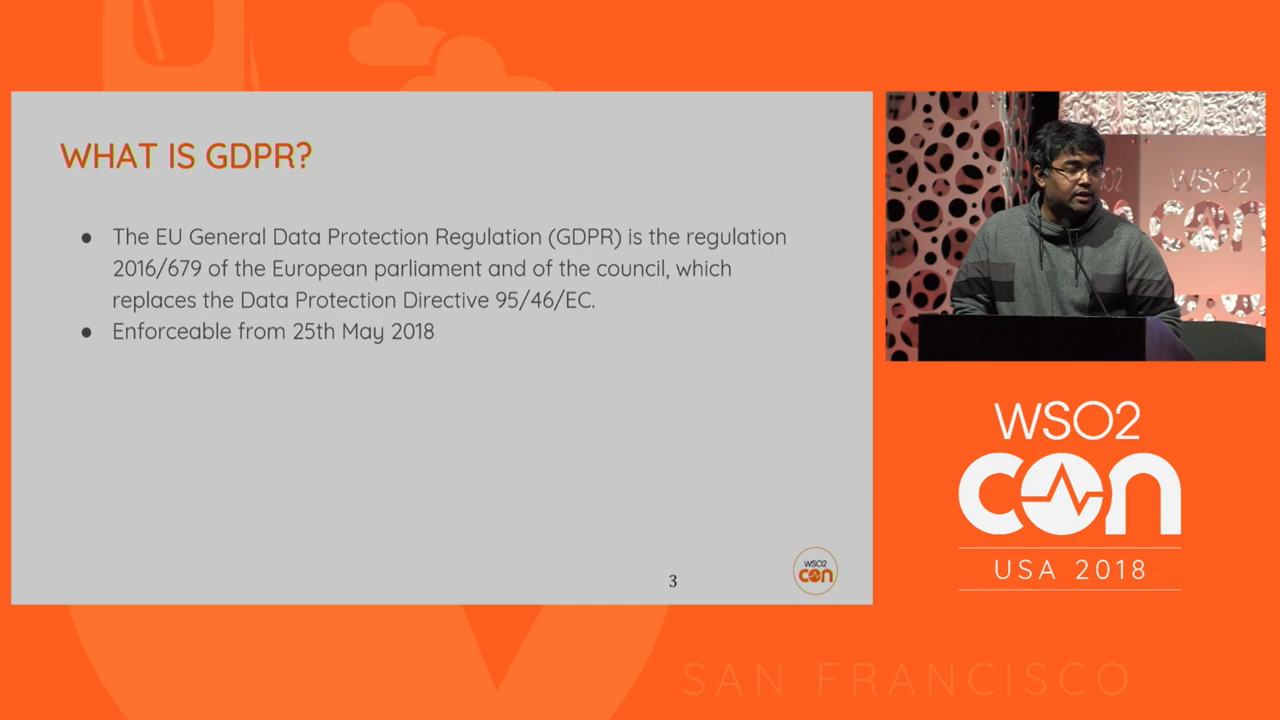 WHAT IS GDPR?
● The EU General Data Protection Regulation (GDPR) is the regulation
2016/679 of the European parliament and of the council, which
replaces the Data Protection Directive 95/46/EC.
● Enforceable from 25th May 2018
3
WSO2
con
WSO2
con
WSO2
con
USA 2018
SAN FRANCISCO